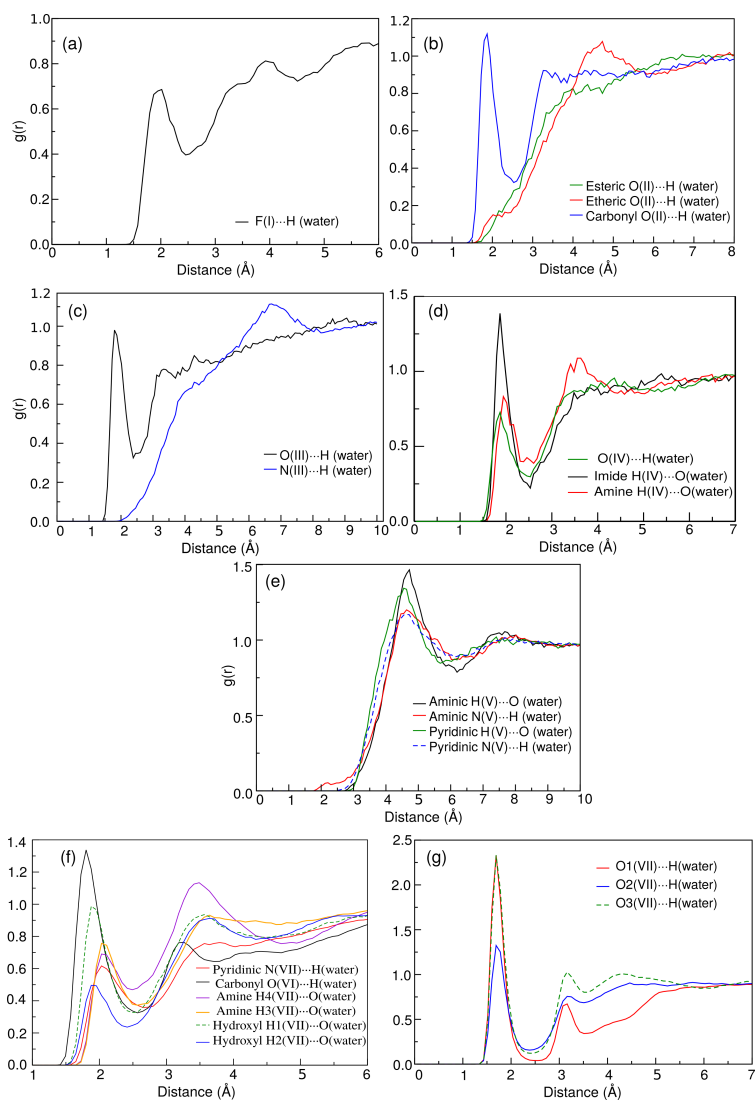 (a)
g(r)
1.0
0.8
0.6
0.4
0.2
0.0
F(I)···H (water)
0 1 2 3 4 5 6
Distance (Å)
(b)
1.2
1.0
0.8
0.6
0.4
0.2
0.0
Esteric O(II)···H (water)
Etheric O(II)···H (water)
Carbonyl O(II)···H (water)
0 1 2 3 4 5 6 7 8
Distance (Å)
(c)
g(r)
1.2
1.0
0.8
0.6
0.4
0.2
0.0
O(III)···H (water)
N(III)···H (water)
0 1 2 3 4 5 6 7 8 9 10
Distance (Å)
(d)
1.5
1.0
0.5
0.0
O(IV)···H(water)
Imide H(IV)···O(water)
Amine H(IV)···O(water)
0 1 2 3 4 5 6 7
Distance (Å)
(e)
g(r)
1.5
1.0
0.5
0.0
Aminic H(V)···O (water)
Aminic N(V)···H (water)
Pyridinic H(V)···O (water)
Pyridinic N(V)···H (water)
0 1 2 3 4 5 6 7 8 9 10
Distance (Å)
(f)
1.4
1.2
1.0
0.8
0.6
0.4
0.2
0
Pyridinic N(VII)···H(water)
Carbonyl O(VI)···H(water)
Amine H4(VII)···O(water)
Amine H3(VII)···O(water)
Hydroxyl H1(VII)···O(water)
Hydroxyl H2(VII)···O(water)
1 2 3 4 5 6
Distance (Å)
(g)
2.5
2.0
1.5
1.0
0.5
0.0
O1(VII)···H(water)
O2(VII)···H(water)
O3(VII)···H(water)
0 1 2 3 4 5 6 7
Distance (Å)